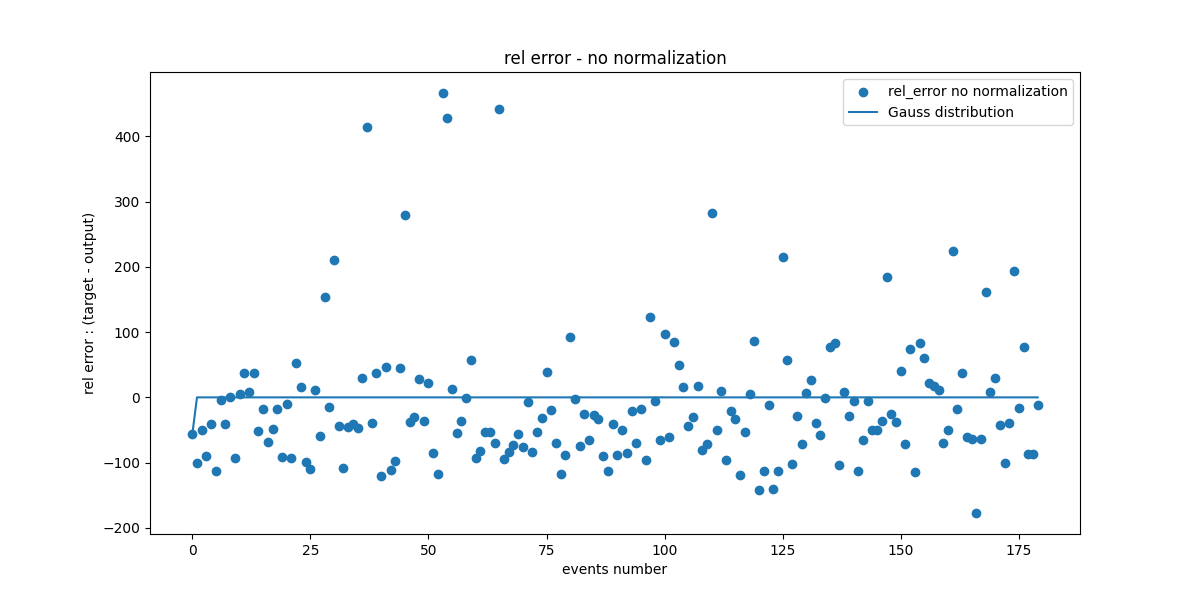 rel error - no normalization
rel_error no normalization
Gauss distribution
rel error : (target - output)
400
300
200
100
0
−100
−200
0 25 50 75 100 125 150 175
events number